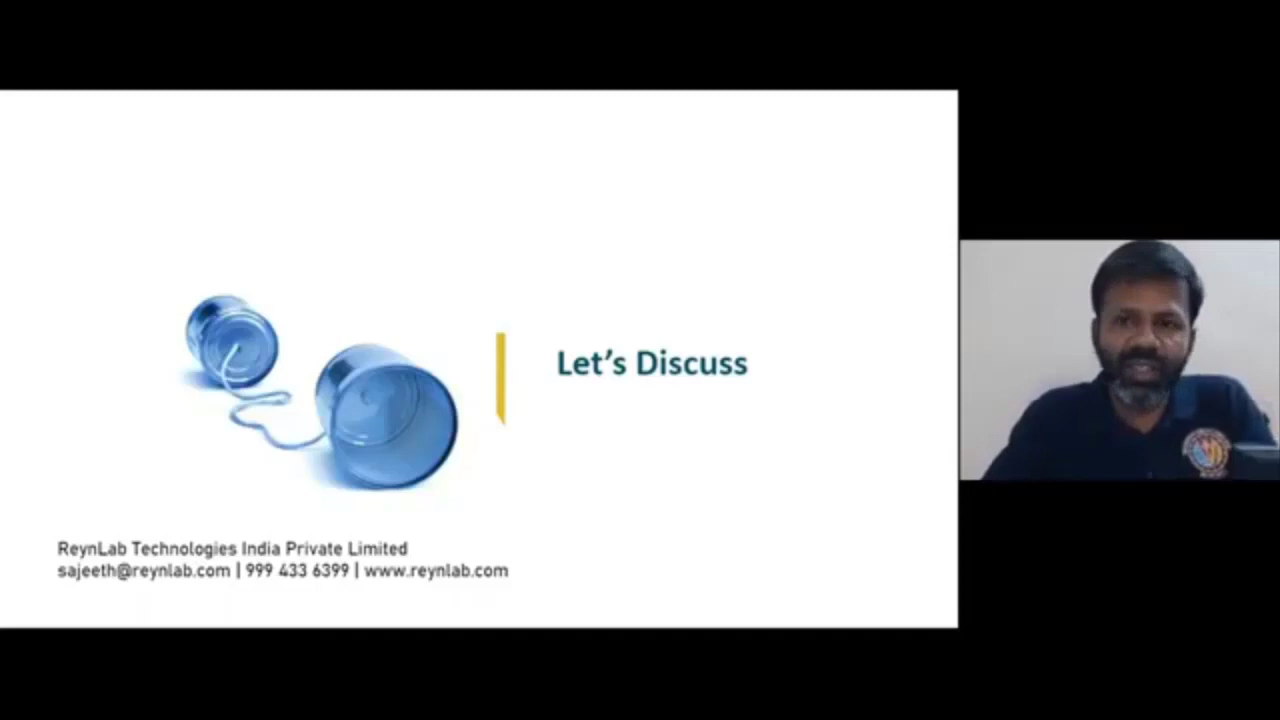 Let's Discuss
ReynLab Technologies India Private Limited
sajeeth@reynlab.com | 999 433 6399 | www.reynlab.com